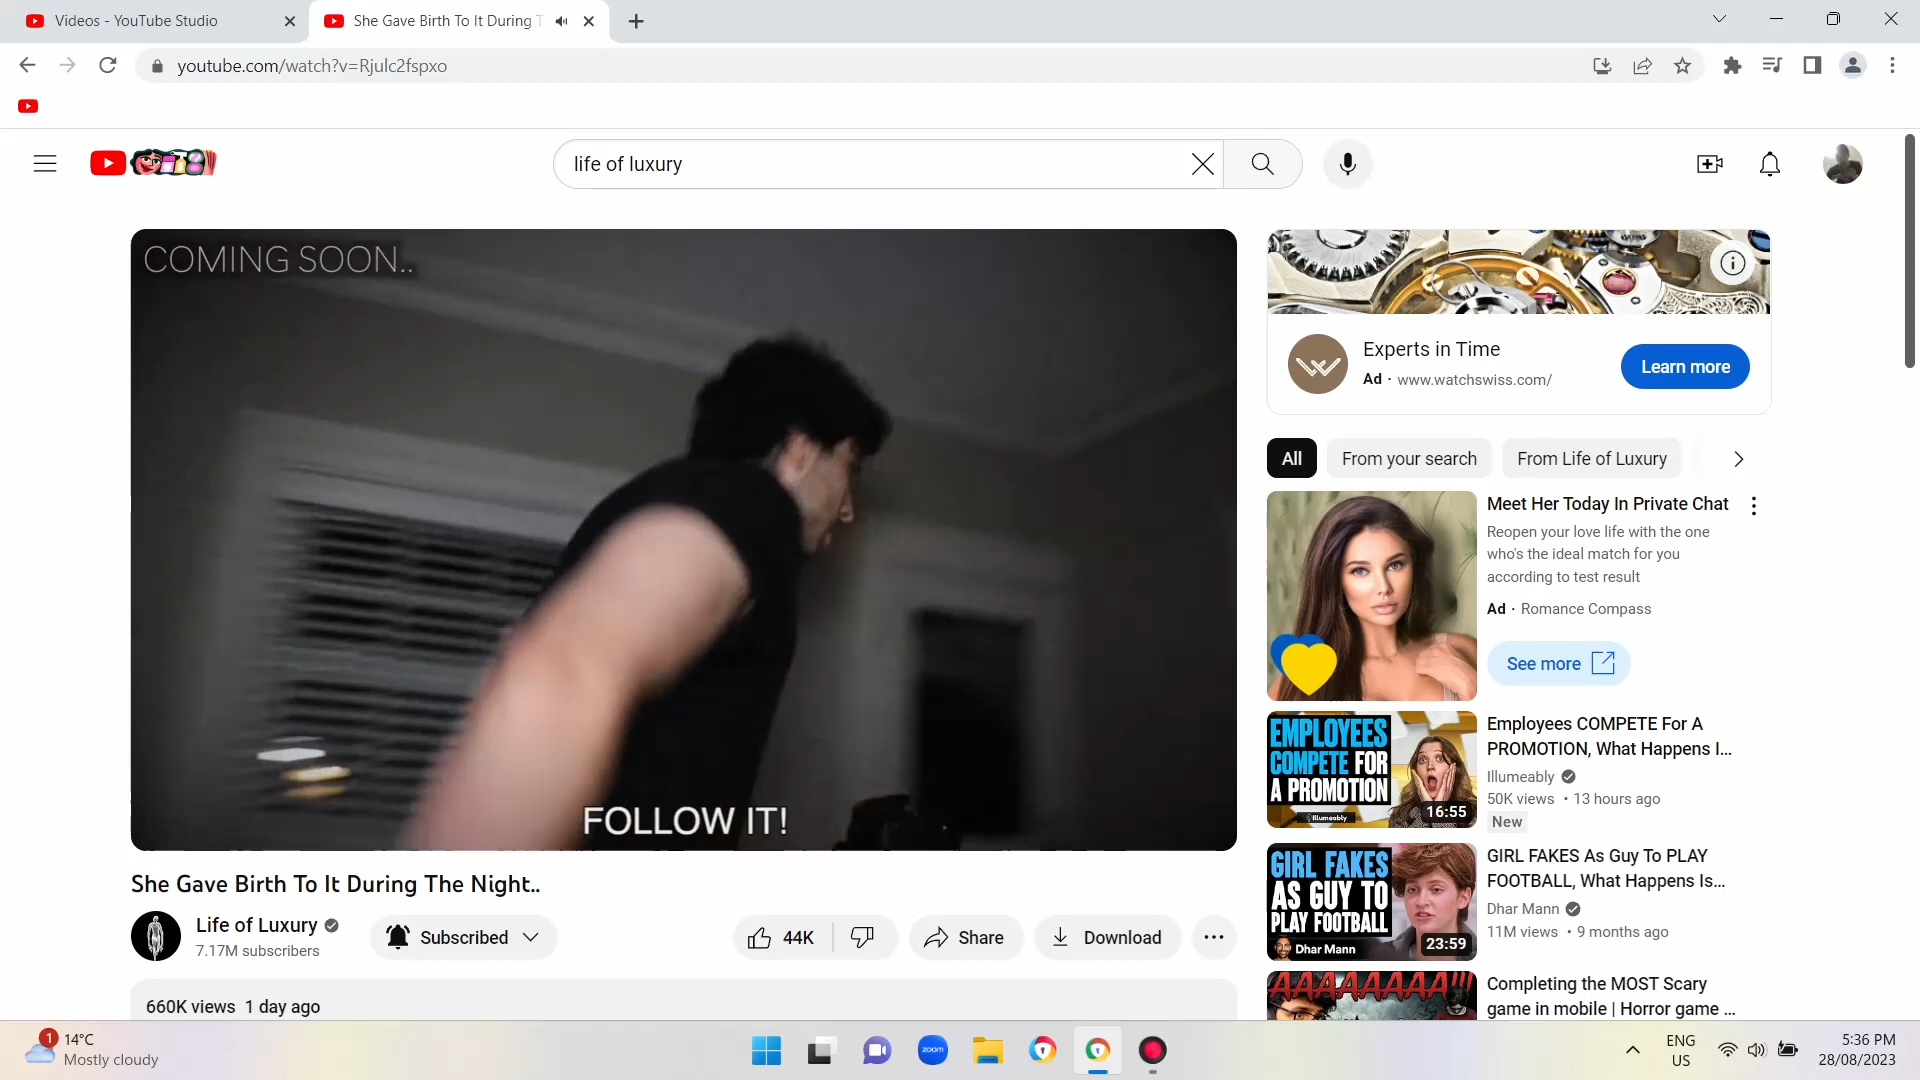 Videos - YouTube Studio
She Gave Birth To It During T
youtube.com/watch?v=Rjulc2fspxo
life of luxury
COMING SOON..
FOLLOW IT!
She Gave Birth To It During The Night..
Life of Luxury
7.17M subscribers
Subscribed
44K
Share
Download
660K views 1 day ago
Experts in Time
Ad · www.watchswiss.com/
Learn more
All
From your search
From Life of Luxury
Meet Her Today In Private Chat
Reopen your love life with the one
who's the ideal match for you
according to test result
Ad · Romance Compass
See more
EMPLOYEES
COMPETE FOR
A PROMOTION
Illumeably
16:55
Employees COMPETE For A
PROMOTION, What Happens I...
Illumeably
50K views • 13 hours ago
New
GIRL FAKES
AS GUY TO
PLAY FOOTBALL
Dhar Mann
23:59
GIRL FAKES As Guy To PLAY
FOOTBALL, What Happens Is...
Dhar Mann
11M views • 9 months ago
AAAAAAAA!!!
Completing the MOST Scary
game in mobile | Horror game ...
1
14°C
Mostly cloudy
zoom
ENG
US
5:36 PM
28/08/2023